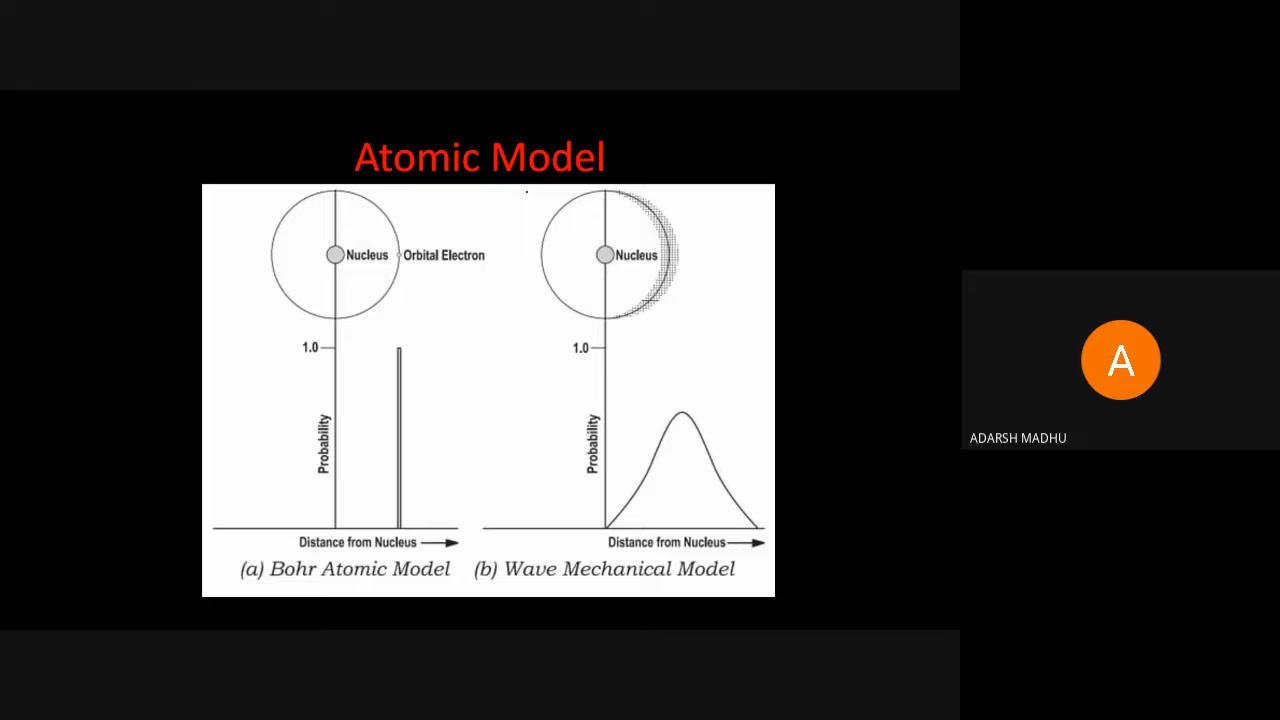 Atomic Model
Nucleus
Orbital Electron
Nucleus
1.0
1.0
Probability
Probability
Distance from Nucleus
Distance from Nucleus
(a) Bohr Atomic Model
(b) Wave Mechanical Model
A
ADARSH MADHU